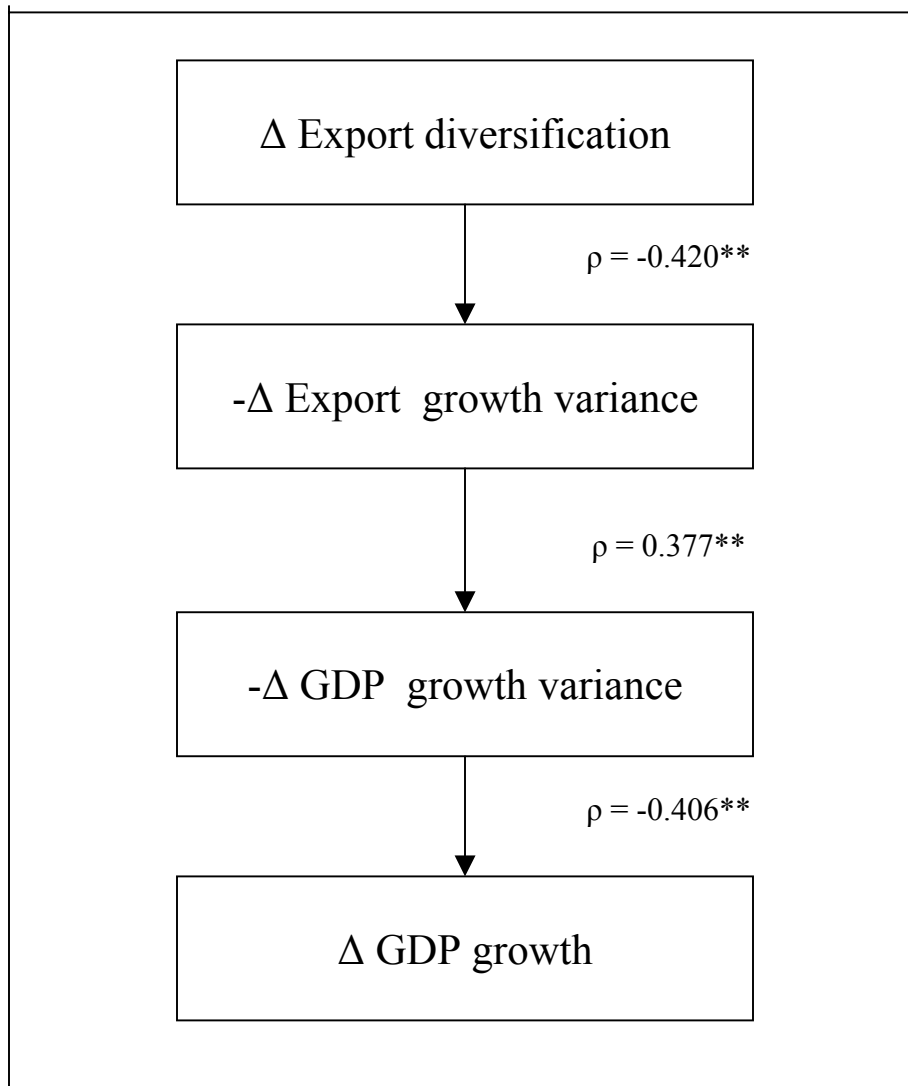 Δ Export diversification
ρ = -0.420**
-Δ Export  growth variance
ρ = 0.377**
-Δ GDP  growth variance
ρ = -0.406**
Δ GDP growth